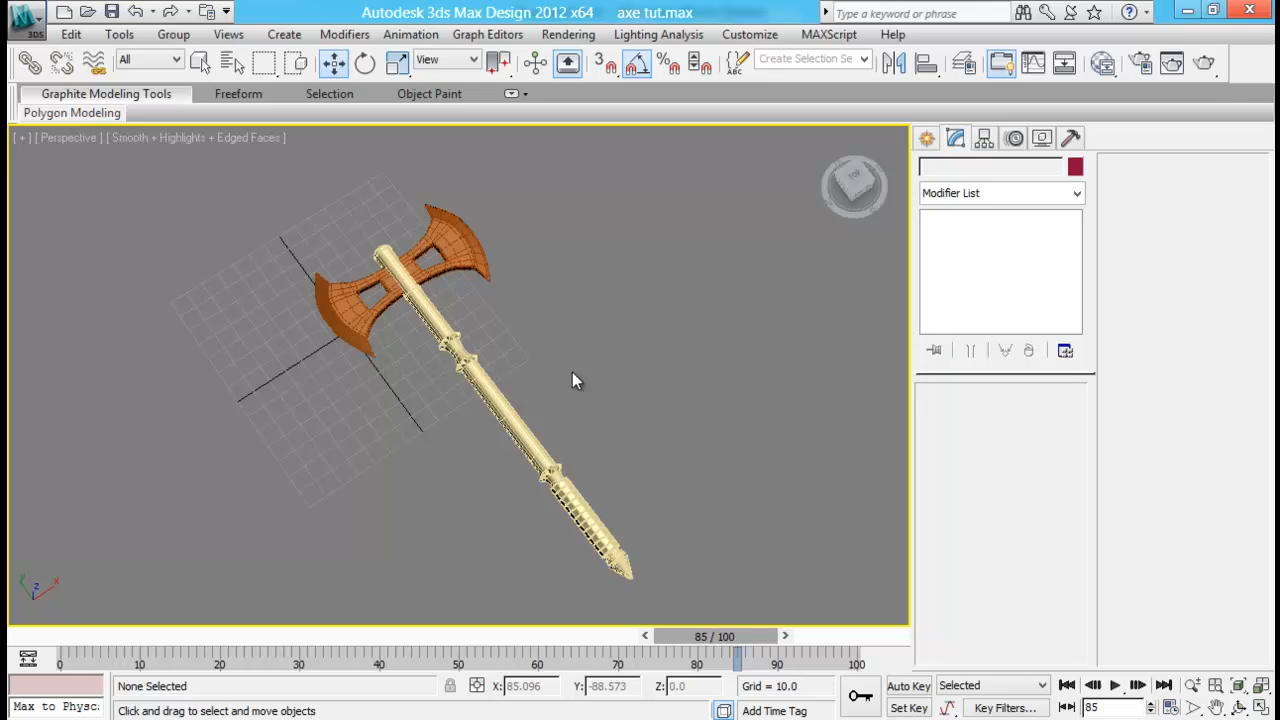 Autodesk 3ds Max Design 2012 x64 axe tut.max
Type a keyword or phrase
3DS
Edit Tools Group Views Create Modifiers Animation Graph Editors Rendering Lighting Analysis Customize MAXScript Help
All View 3 % ABC Create Selection Se
Graphite Modeling Tools Freeform Selection Object Paint
Polygon Modeling
[ + ] [ Perspective ] [ Smooth + Highlights + Edged Faces ]
TOP
Modifier List
y z x
< 85 / 100 >
0 10 20 30 40 50 60 70 80 90 100
None Selected X: 85.096 Y: -88.573 Z: 0.0 Grid = 10.0 Auto Key Selected
Max to Physc: Click and drag to select and move objects Add Time Tag Set Key Key Filters... 85